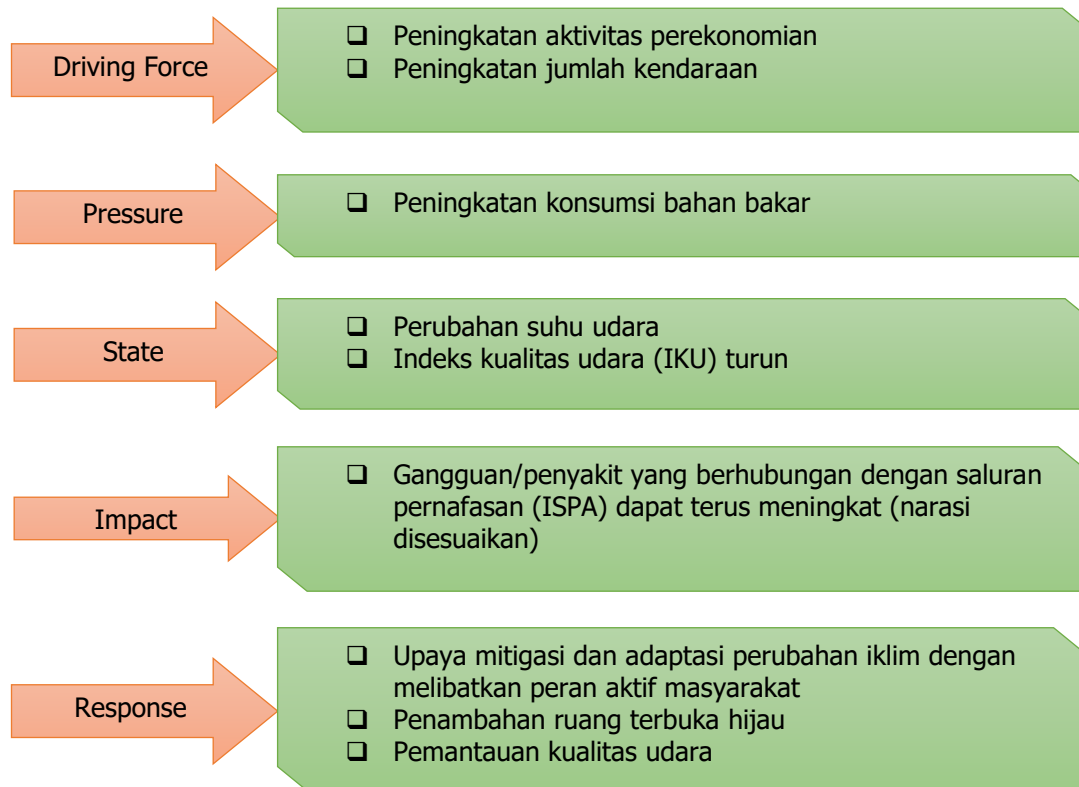 Driving Force
❑ Peningkatan aktivitas perekonomian
❑ Peningkatan jumlah kendaraan
Pressure
❑ Peningkatan konsumsi bahan bakar
State
❑ Perubahan suhu udara
❑ Indeks kualitas udara (IKU) turun
Impact
❑ Gangguan/penyakit yang berhubungan dengan saluran
pernafasan (ISPA) dapat terus meningkat (narasi
disesuaikan)
Response
❑ Upaya mitigasi dan adaptasi perubahan iklim dengan
melibatkan peran aktif masyarakat
❑ Penambahan ruang terbuka hijau
❑ Pemantauan kualitas udara